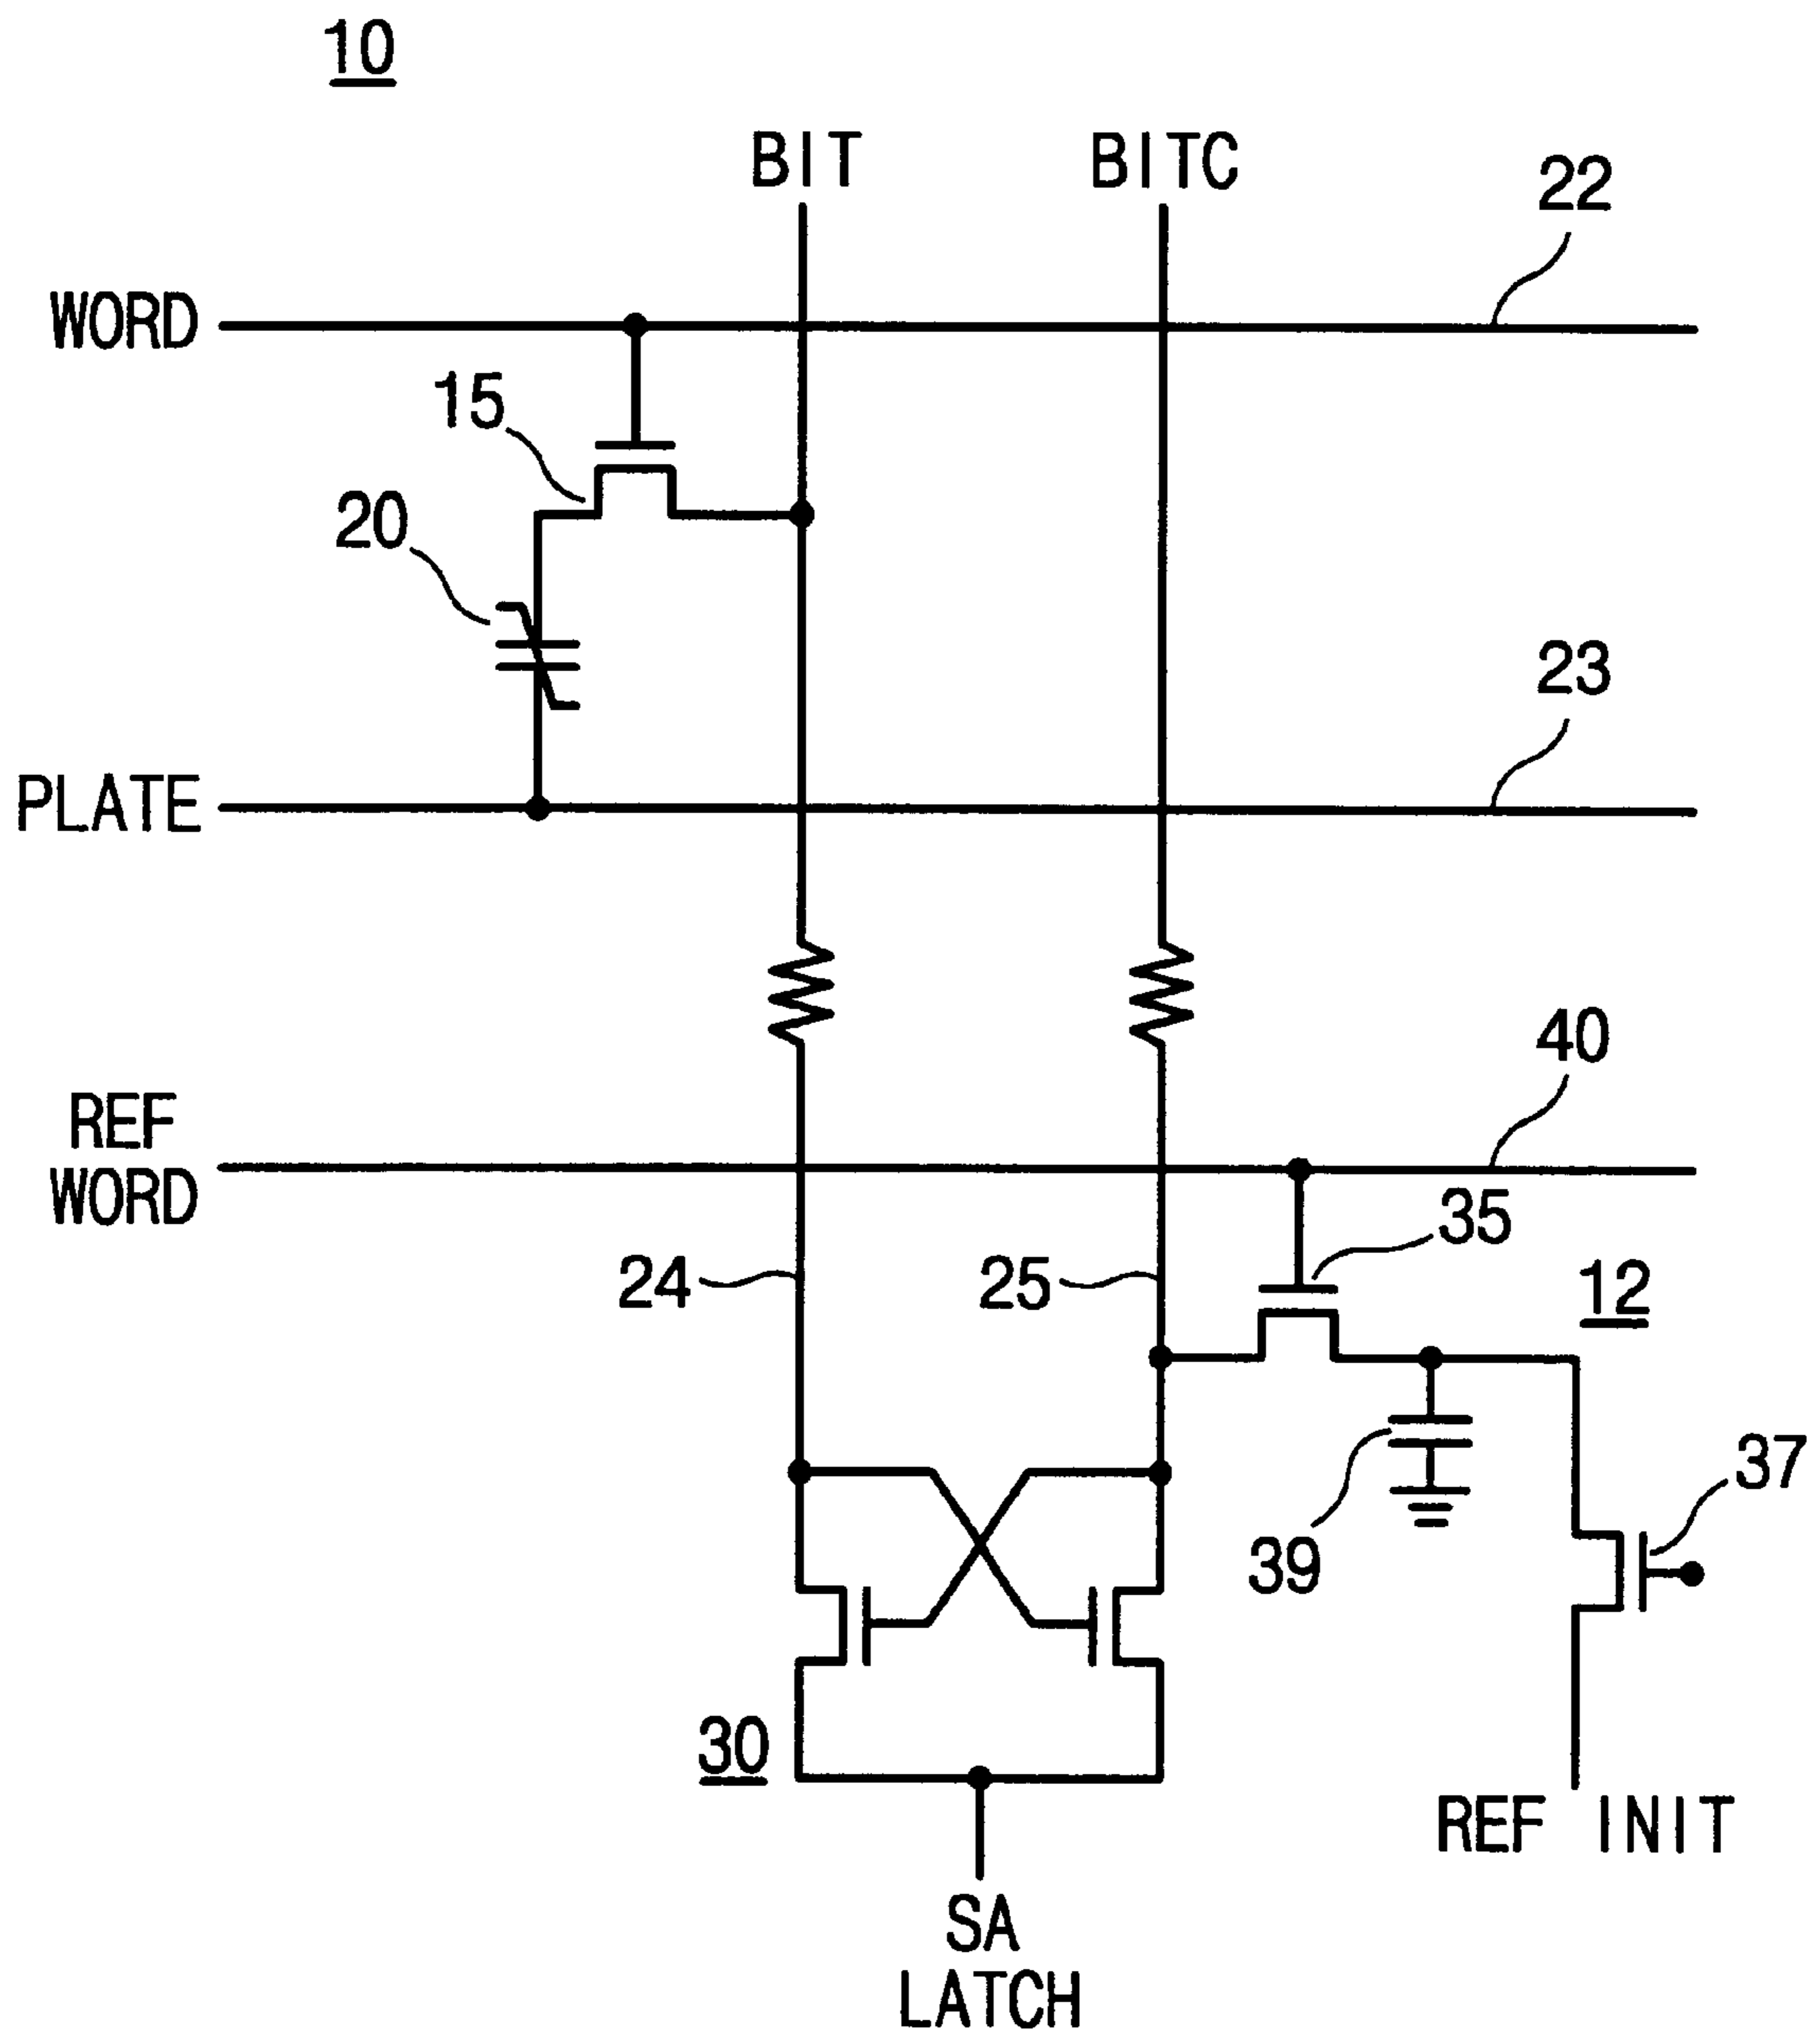 10
BIT
BITC
22
WORD
15
20
23
PLATE
40
REF
WORD
35
24
25
12
37
39
30
REF INIT
SA
LATCH